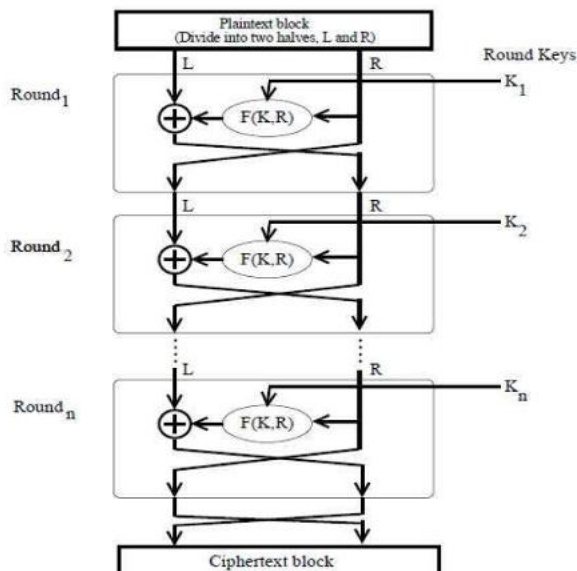 Plaintext block
(Divide into two halves, L and R)
Round Keys
L
R
Round1
K1
F(K,R)
L
R
Round2
K2
F(K,R)
L
R
Roundn
Kn
F(K,R)
Ciphertext block